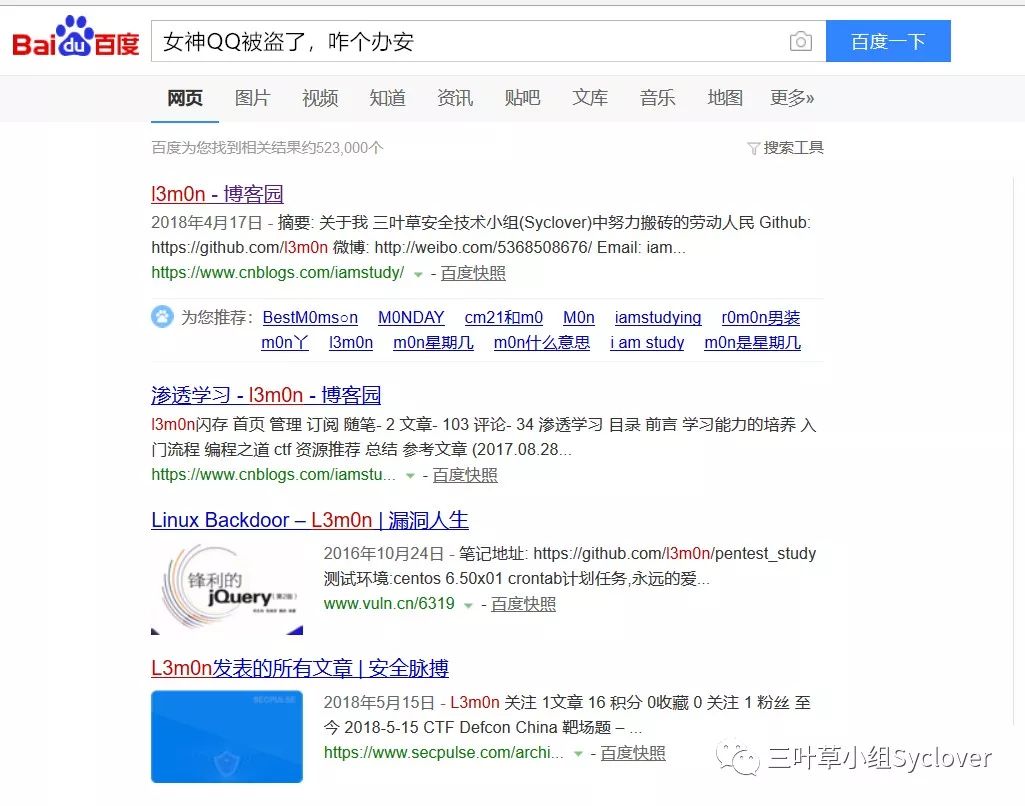 Bai du 百度
女神QQ被盗了，咋个办安
百度一下
网页 图片 视频 知道 资讯 贴吧 文库 音乐 地图 更多»
百度为您找到相关结果约523,000个
搜索工具
l3m0n - 博客园
2018年4月17日 - 摘要: 关于我 三叶草安全技术小组(Syclover)中努力搬砖的劳动人民 Github:
https://github.com/l3m0n 微博: http://weibo.com/5368508676/ Email: iam...
https://www.cnblogs.com/iamstudy/ - 百度快照
为您推荐: BestM0ms○n M0NDAY cm21和m0 M0n iamstudying r0m0n男装
m0n丫 l3m0n m0n星期几 m0n什么意思 i am study m0n是星期几
渗透学习 - l3m0n - 博客园
l3m0n闪存 首页 管理 订阅 随笔- 2 文章- 103 评论- 34 渗透学习 目录 前言 学习能力的培养 入
门流程 编程之道 ctf 资源推荐 总结 参考文章 (2017.08.28...
https://www.cnblogs.com/iamstu... - 百度快照
Linux Backdoor – L3m0n | 漏洞人生
锋利的
jQuery (第2版)
2016年10月24日 - 笔记地址: https://github.com/l3m0n/pentest_study
测试环境:centos 6.50x01 crontab计划任务,永远的爱...
www.vuln.cn/6319 - 百度快照
L3m0n发表的所有文章 | 安全脉搏
SECPULSE
2018年5月15日 - L3m0n 关注 1文章 16 积分 0收藏 0 关注 1 粉丝 至
今 2018-5-15 CTF Defcon China 靶场题 – ...
https://www.secpulse.com/archi... - 百度快照
三叶草小组Syclover